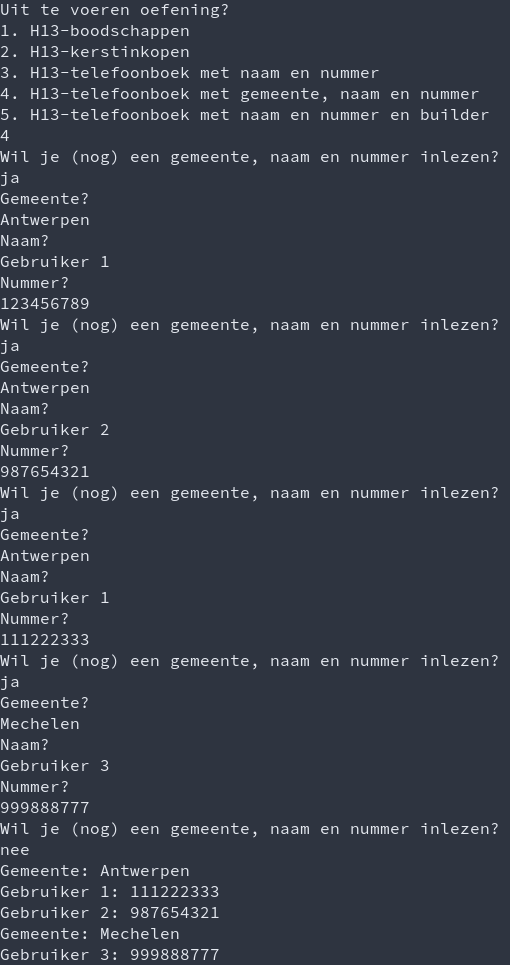 Uit te voeren oefening?
1. H13-boodschappen
2. H13-kerstinkopen
3. H13-telefoonboek met naam en nummer
4. H13-telefoonboek met gemeente, naam en nummer
5. H13-telefoonboek met naam en nummer en builder
4
Wil je (nog) een gemeente, naam en nummer inlezen?
ja
Gemeente?
Antwerpen
Naam?
Gebruiker 1
Nummer?
123456789
Wil je (nog) een gemeente, naam en nummer inlezen?
ja
Gemeente?
Antwerpen
Naam?
Gebruiker 2
Nummer?
987654321
Wil je (nog) een gemeente, naam en nummer inlezen?
ja
Gemeente?
Antwerpen
Naam?
Gebruiker 1
Nummer?
111222333
Wil je (nog) een gemeente, naam en nummer inlezen?
ja
Gemeente?
Mechelen
Naam?
Gebruiker 3
Nummer?
999888777
Wil je (nog) een gemeente, naam en nummer inlezen?
nee
Gemeente: Antwerpen
Gebruiker 1: 111222333
Gebruiker 2: 987654321
Gemeente: Mechelen
Gebruiker 3: 999888777